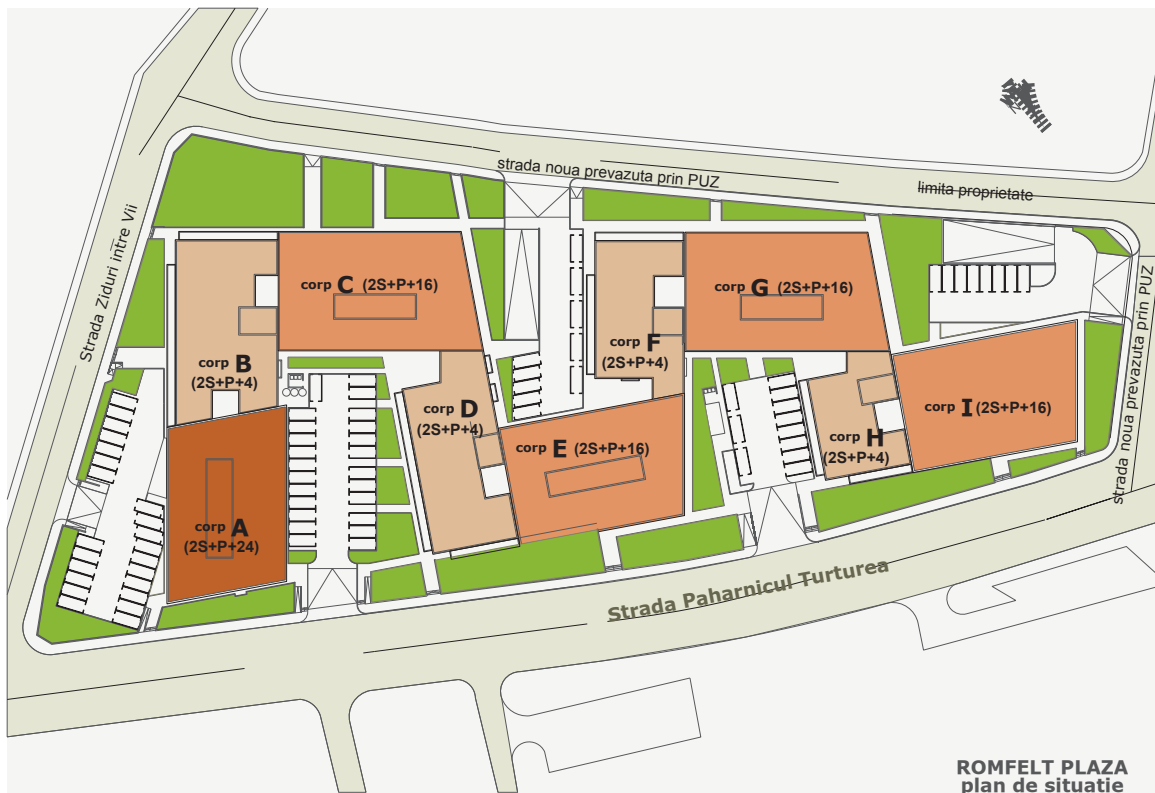 strada noua prevazuta prin PUZ
limita proprietate
Strada Ziduri intre Vii
corp C (2S+P+16)
corp G (2S+P+16)
strada noua prevazuta prin PUZ
corp B
(2S+P+4)
corp F
(2S+P+4)
corp D
(2S+P+4)
corp E (2S+P+16)
corp H
(2S+P+4)
corp I (2S+P+16)
corp A
(2S+P+24)
Strada Paharnicul Turturea
ROMFELT PLAZA
plan de situatie